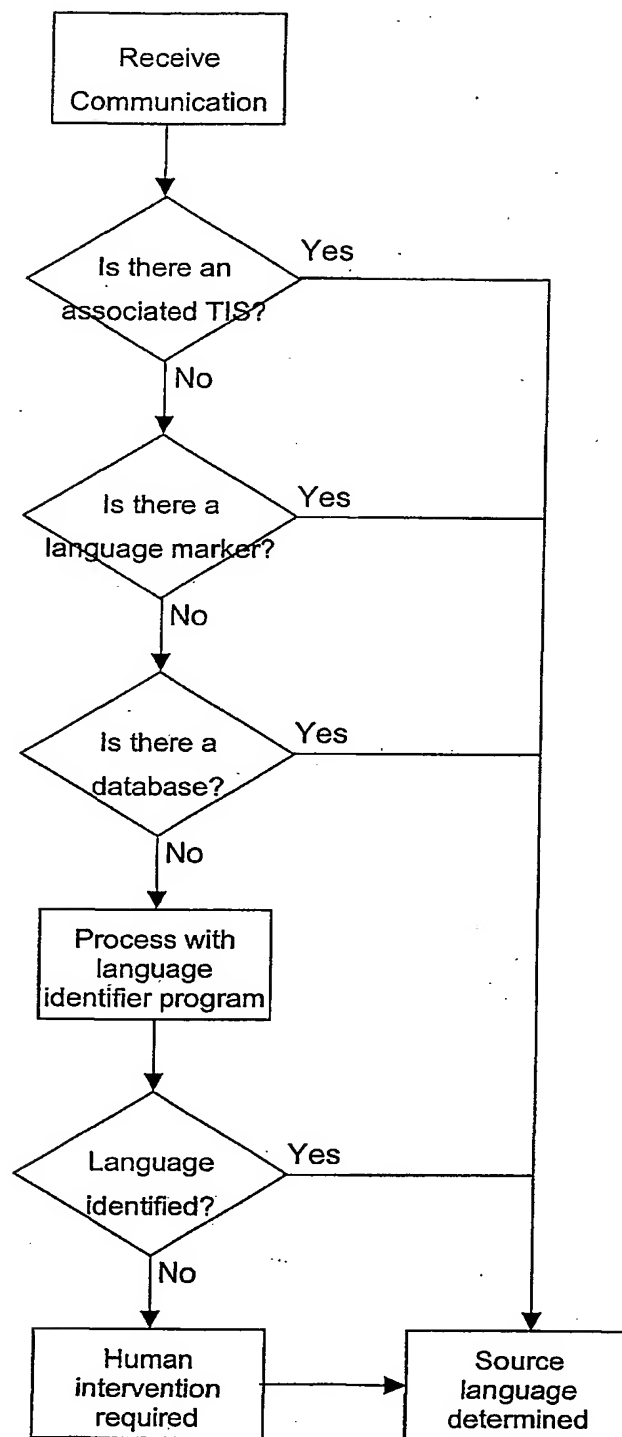 Receive
Communication
Is there an
associated TIS?
Yes
No
Is there a
language marker?
Yes
No
Is there a
database?
Yes
No
Process with
language
identifier program
Language
identified?
Yes
No
Human
intervention
required
Source
language
determined